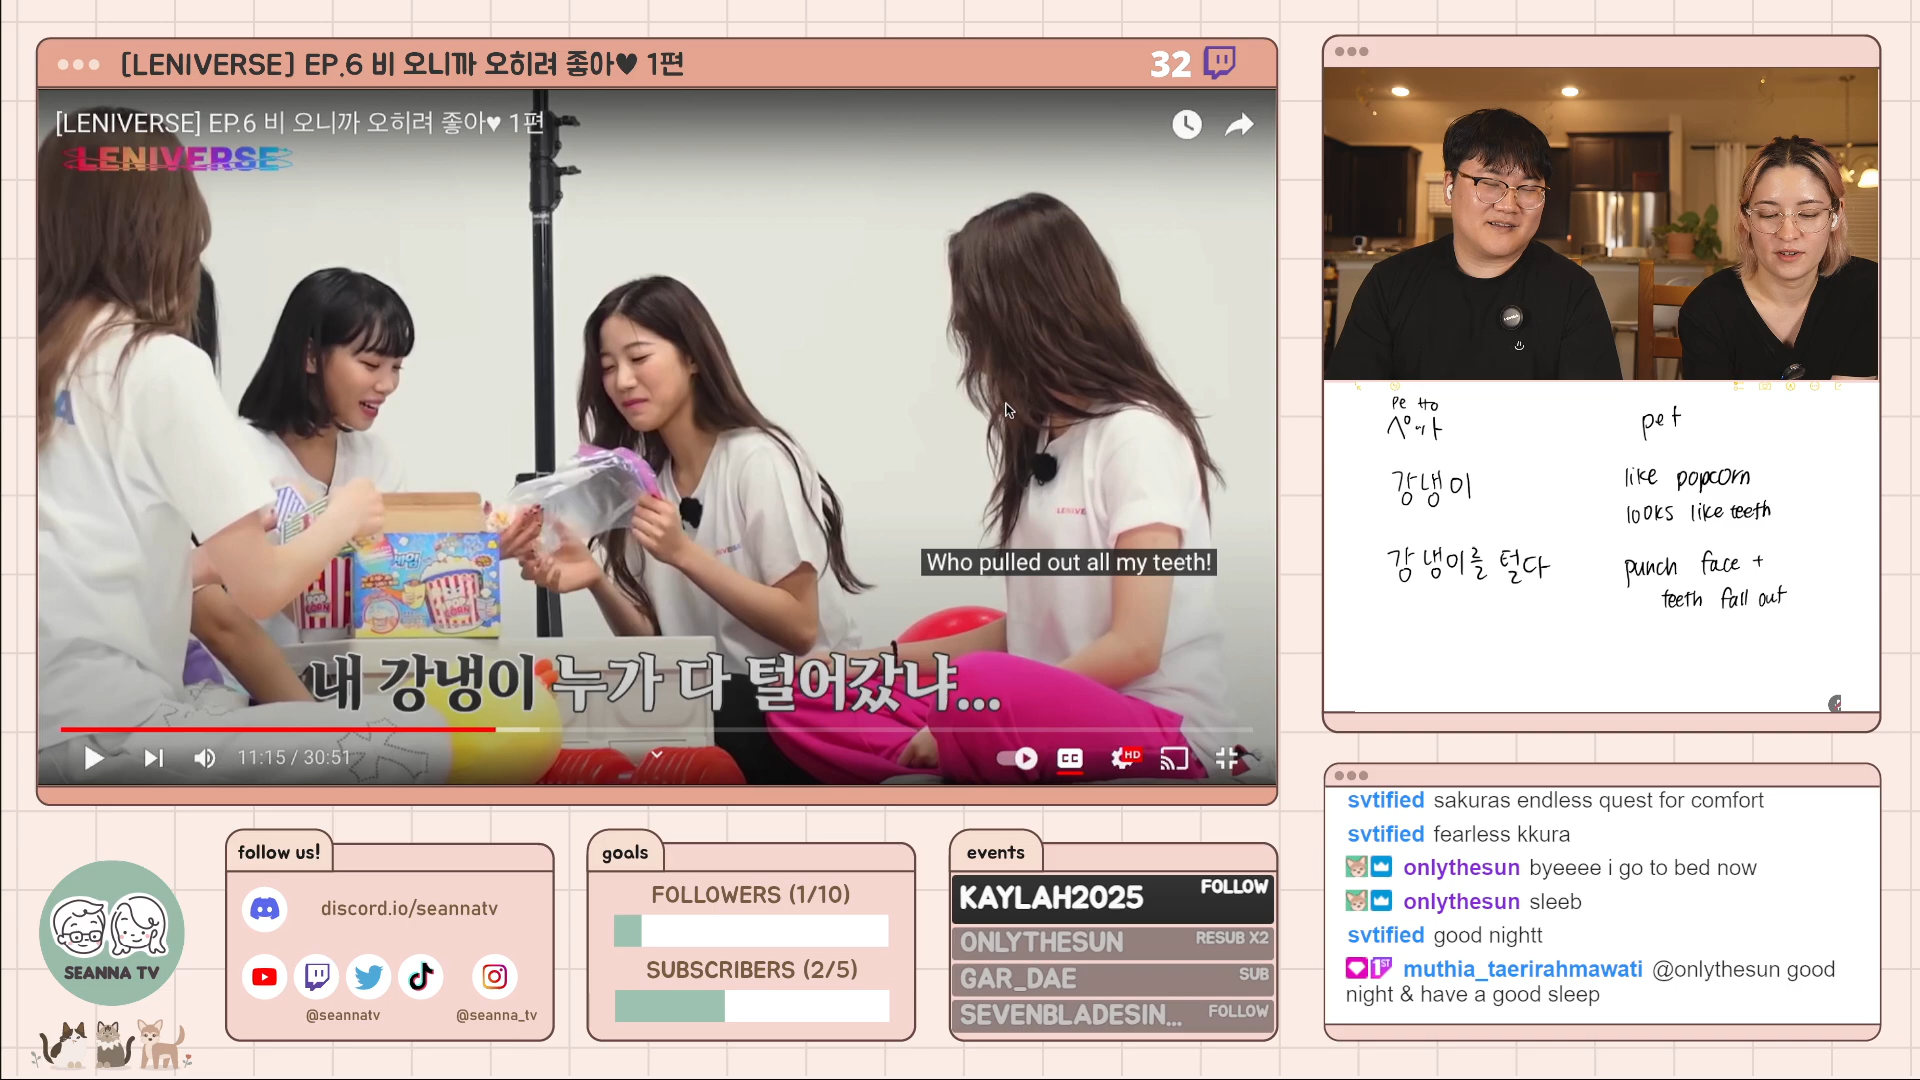 [LENIVERSE] EP.6 비 오니까 오히려 좋아♥ 1편
32
[LENIVERSE] EP.6 비 오니까 오히려 좋아♥ 1편
LENIVERSE
POP CORN
Who pulled out all my teeth!
내 강냉이 누가 다 털어갔냐...
11:15 / 30:51
CC
HD
Pe tto
pet
강냉이
like popcorn
looks like teeth
강냉이를 털다
punch face +
teeth fall out
follow us!
discord.io/seannatv
@seannatv
@seanna_tv
SEANNA TV
goals
FOLLOWERS (1/10)
SUBSCRIBERS (2/5)
events
KAYLAH2025 FOLLOW
ONLYTHESUN RESUB X2
GAR_DAE SUB
SEVENBLADESIN... FOLLOW
svtified sakuras endless quest for comfort
svtified fearless kkura
onlythesun byeeee i go to bed now
onlythesun sleeb
svtified good nightt
muthia_taerirahmawati @onlythesun good
night & have a good sleep